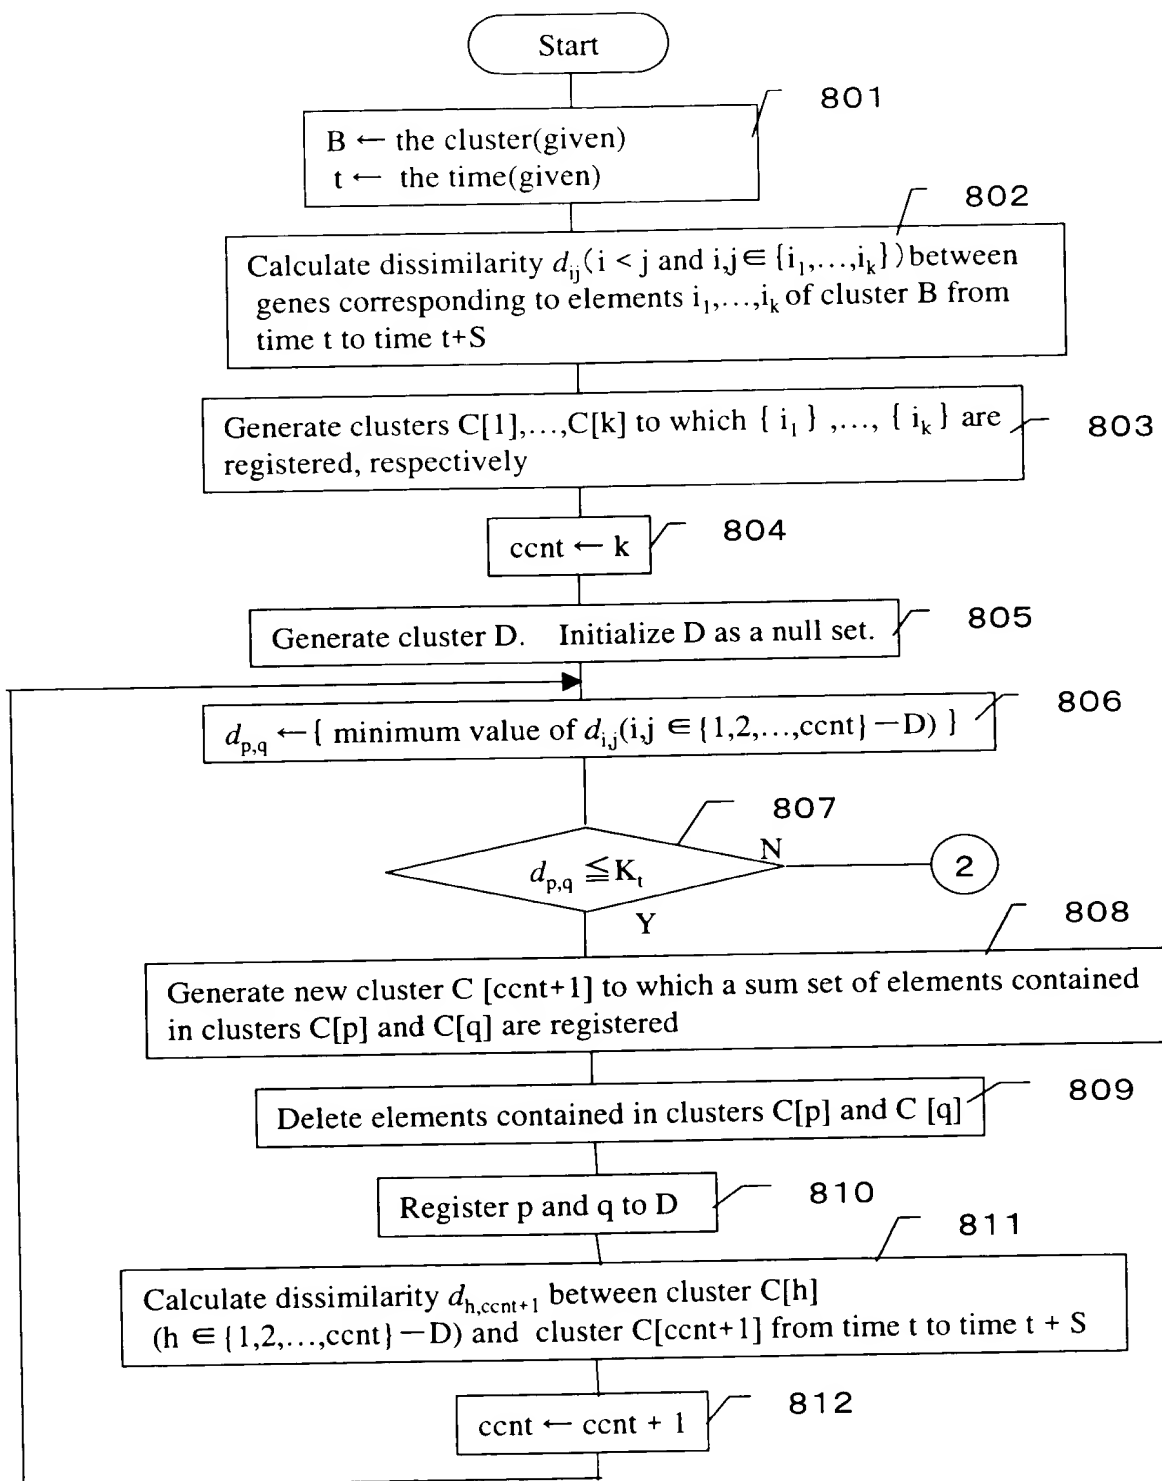 Start
801
B ← the cluster(given)
t ← the time(given)
802
Calculate dissimilarity d_ij(i < j and i,j ∈ {i_1,…,i_k})between
genes corresponding to elements i_1,…,i_k of cluster B from
time t to time t+S
Generate clusters C[1],…,C[k] to which { i_1 } ,…, { i_k } are
registered, respectively
803
ccnt ← k
804
Generate cluster D. Initialize D as a null set.
805
d_p,q ← { minimum value of d_i,j(i,j ∈ {1,2,…,ccnt} − D) }
806
807
d_p,q ≦ K_t
N
2
Y
808
Generate new cluster C [ccnt+1] to which a sum set of elements contained
in clusters C[p] and C[q] are registered
Delete elements contained in clusters C[p] and C [q]
809
Register p and q to D
810
811
Calculate dissimilarity d_h,ccnt+1 between cluster C[h]
(h ∈ {1,2,…,ccnt} − D) and cluster C[ccnt+1] from time t to time t + S
ccnt ← ccnt + 1
812